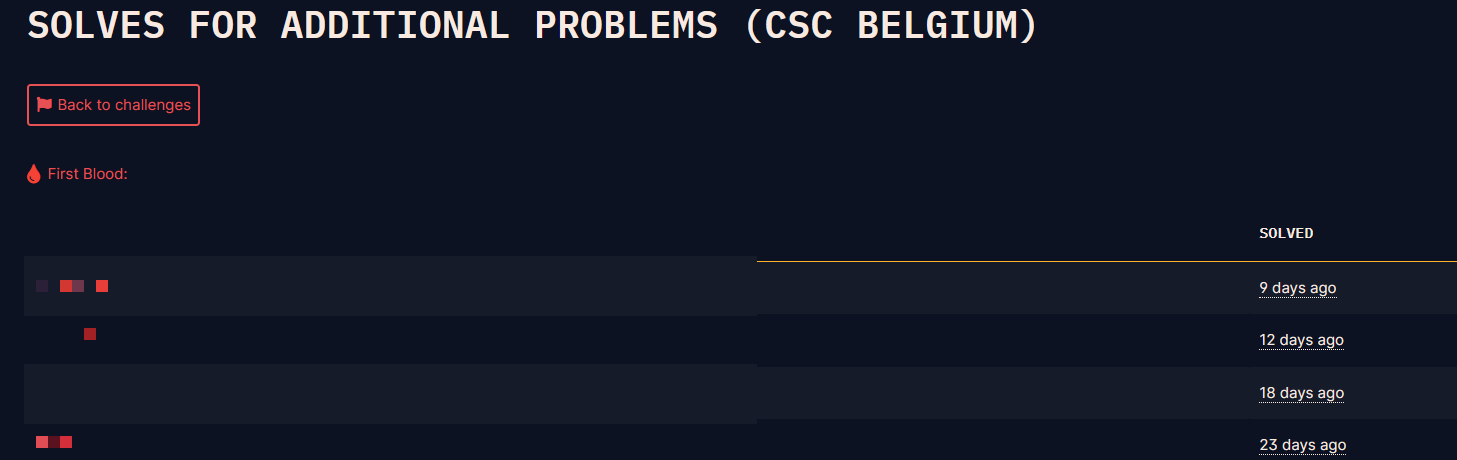 SOLVES FOR ADDITIONAL PROBLEMS (CSC BELGIUM)
Back to challenges
First Blood:
SOLVED
9 days ago
12 days ago
18 days ago
23 days ago